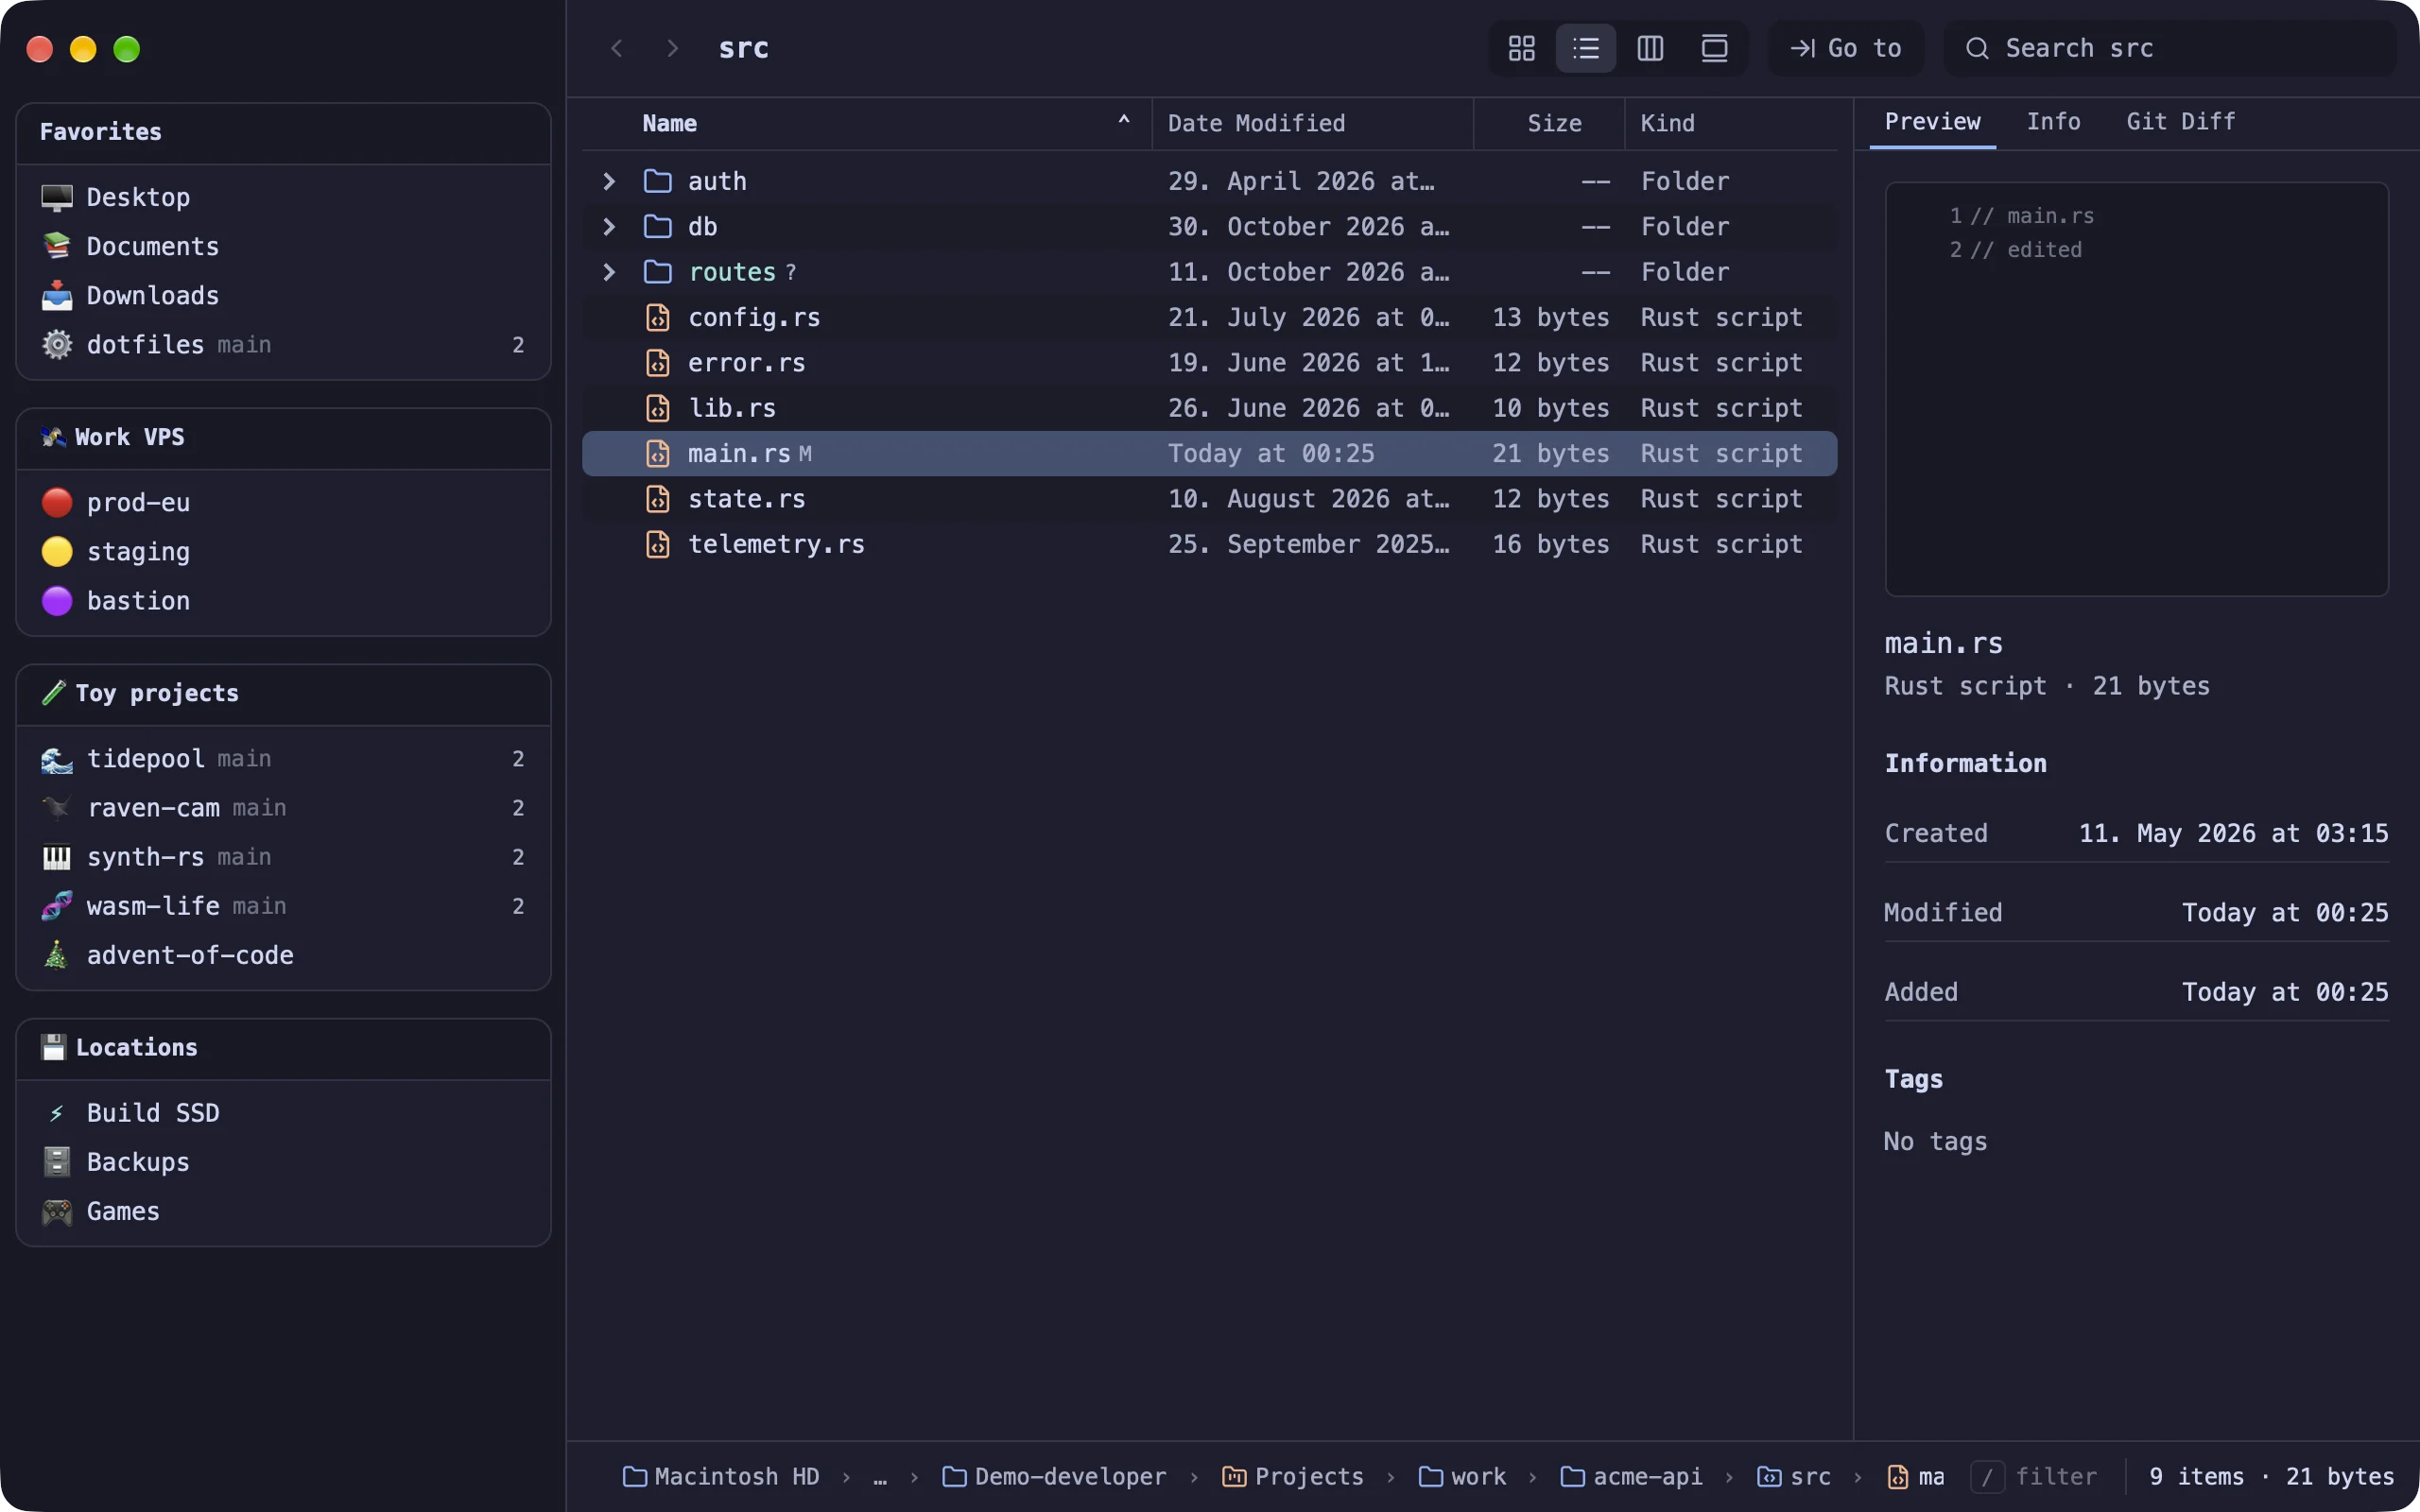 src
Go to
Search src
Favorites
Desktop
Documents
Downloads
dotfiles main 2
Work VPS
prod-eu
staging
bastion
Toy projects
tidepool main 2
raven-cam main 2
synth-rs main 2
wasm-life main 2
advent-of-code
Locations
Build SSD
Backups
Games
Name Date Modified Size Kind
auth 29. April 2026 at… -- Folder
db 30. October 2026 a… -- Folder
routes ? 11. October 2026 a… -- Folder
config.rs 21. July 2026 at 0… 13 bytes Rust script
error.rs 19. June 2026 at 1… 12 bytes Rust script
lib.rs 26. June 2026 at 0… 10 bytes Rust script
main.rs M Today at 00:25 21 bytes Rust script
state.rs 10. August 2026 at… 12 bytes Rust script
telemetry.rs 25. September 2025… 16 bytes Rust script
Preview Info Git Diff
1 // main.rs
2 // edited
main.rs
Rust script · 21 bytes
Information
Created 11. May 2026 at 03:15
Modified Today at 00:25
Added Today at 00:25
Tags
No tags
Macintosh HD › … › Demo-developer › Projects › work › acme-api › src › ma / filter 9 items · 21 bytes